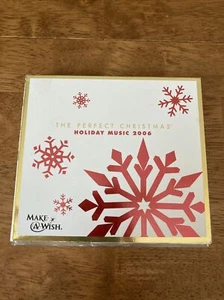 THE PERFECT CHRISTMAS
HOLIDAY MUSIC 2006
MAKE
A WISH.